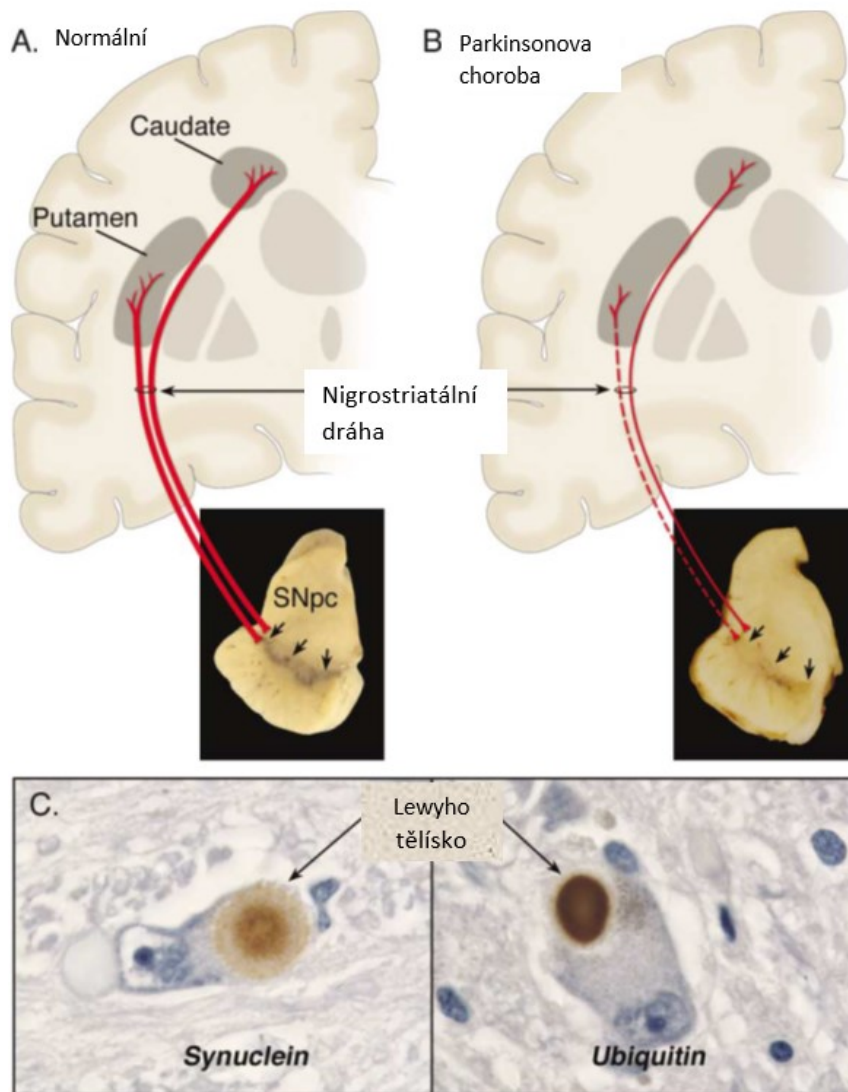 A. Normální
B
Parkinsonova
choroba
Caudate
Putamen
Nigrostriatální
dráha
SNpc
C.
Lewyho
tělísko
Synuclein
Ubiquitin